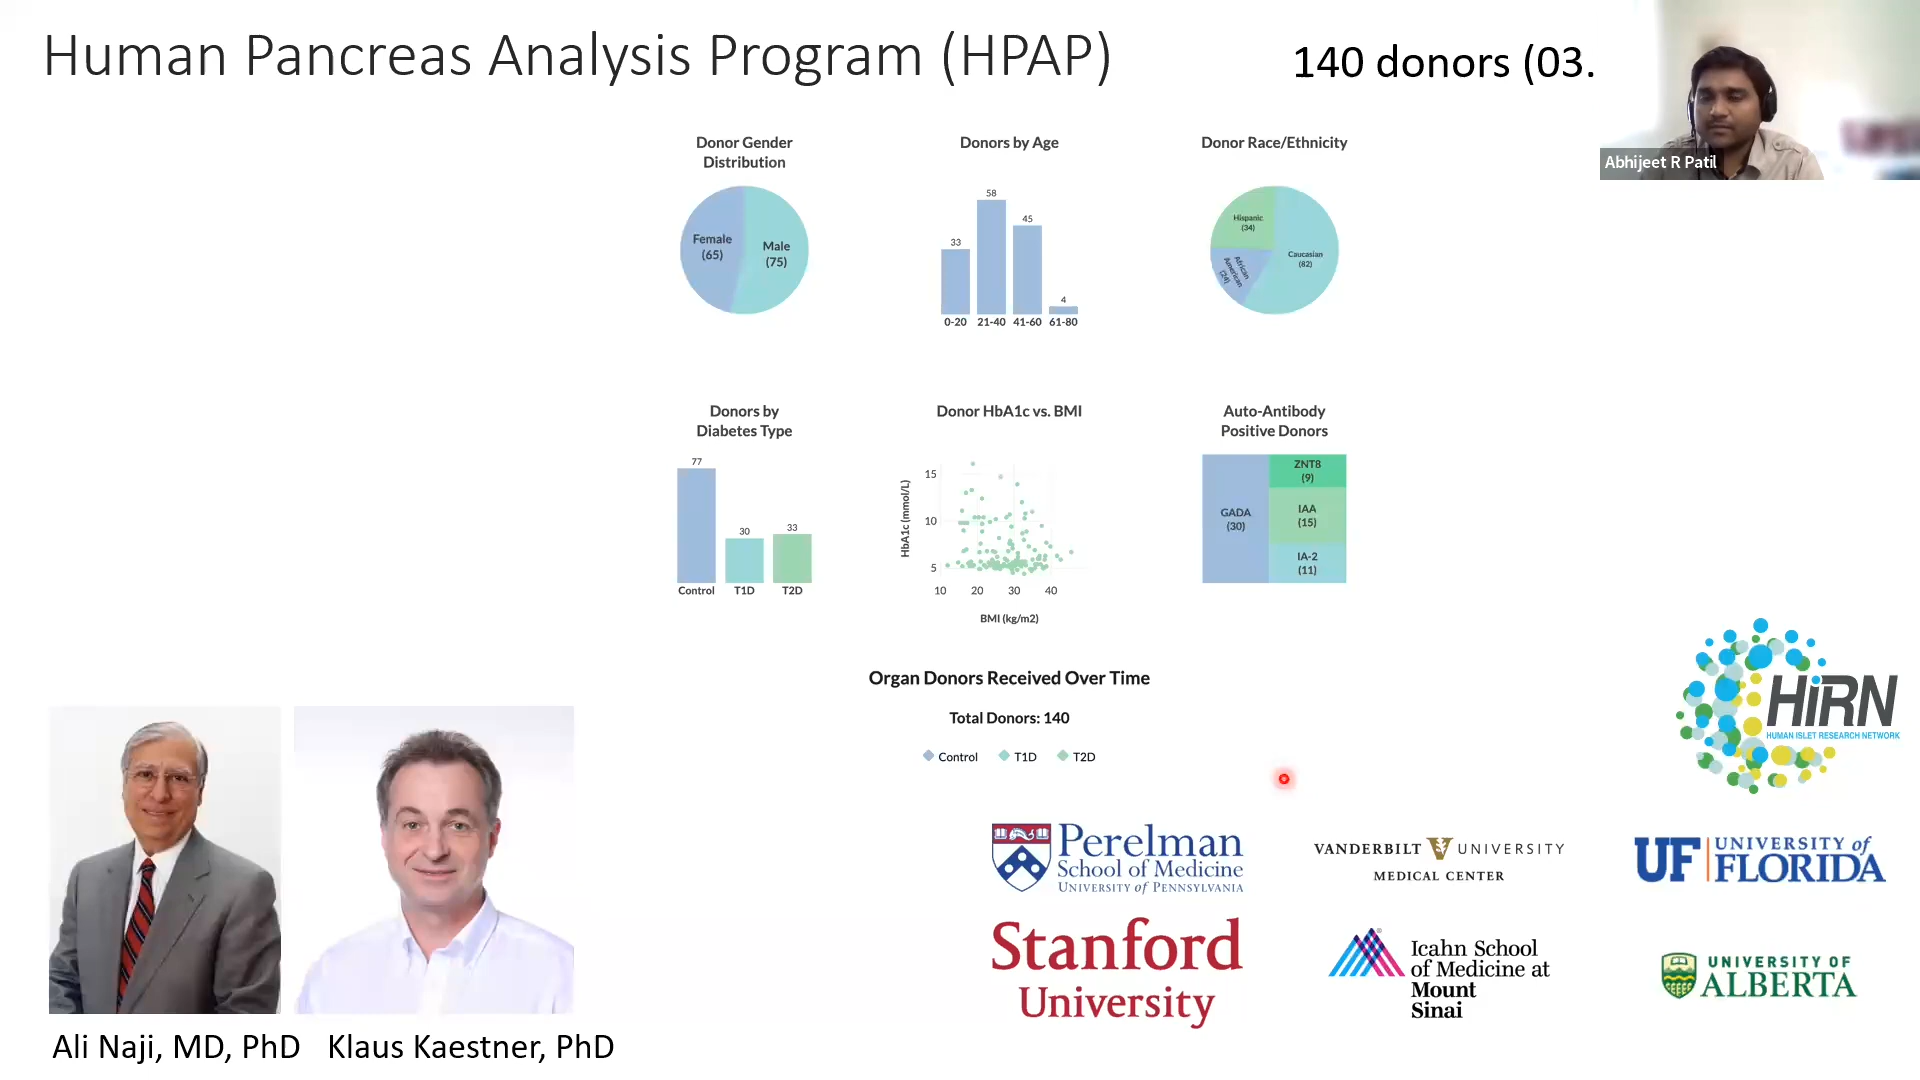 Human Pancreas Analysis Program (HPAP)
140 donors (03.
Abhijeet R Patil
Donor Gender
Distribution
Female
(65)
Male
(75)
Donors by Age
58
45
33
4
0-20 21-40 41-60 61-80
Donor Race/Ethnicity
Hispanic
(34)
Caucasian
(82)
African
American
(24)
Donors by
Diabetes Type
77
30
33
Control T1D T2D
Donor HbA1c vs. BMI
HbA1c (mmol/L)
15
10
5
10 20 30 40
BMI (kg/m2)
Auto-Antibody
Positive Donors
GADA
(30)
ZNT8
(9)
IAA
(15)
IA-2
(11)
Organ Donors Received Over Time
Total Donors: 140
Control T1D T2D
HiRN
HUMAN ISLET RESEARCH NETWORK
Perelman
School of Medicine
UNIVERSITY of PENNSYLVANIA
VANDERBILT V UNIVERSITY
MEDICAL CENTER
UF UNIVERSITY of
FLORIDA
Stanford
University
Icahn School
of Medicine at
Mount
Sinai
UNIVERSITY OF
ALBERTA
Ali Naji, MD, PhD
Klaus Kaestner, PhD